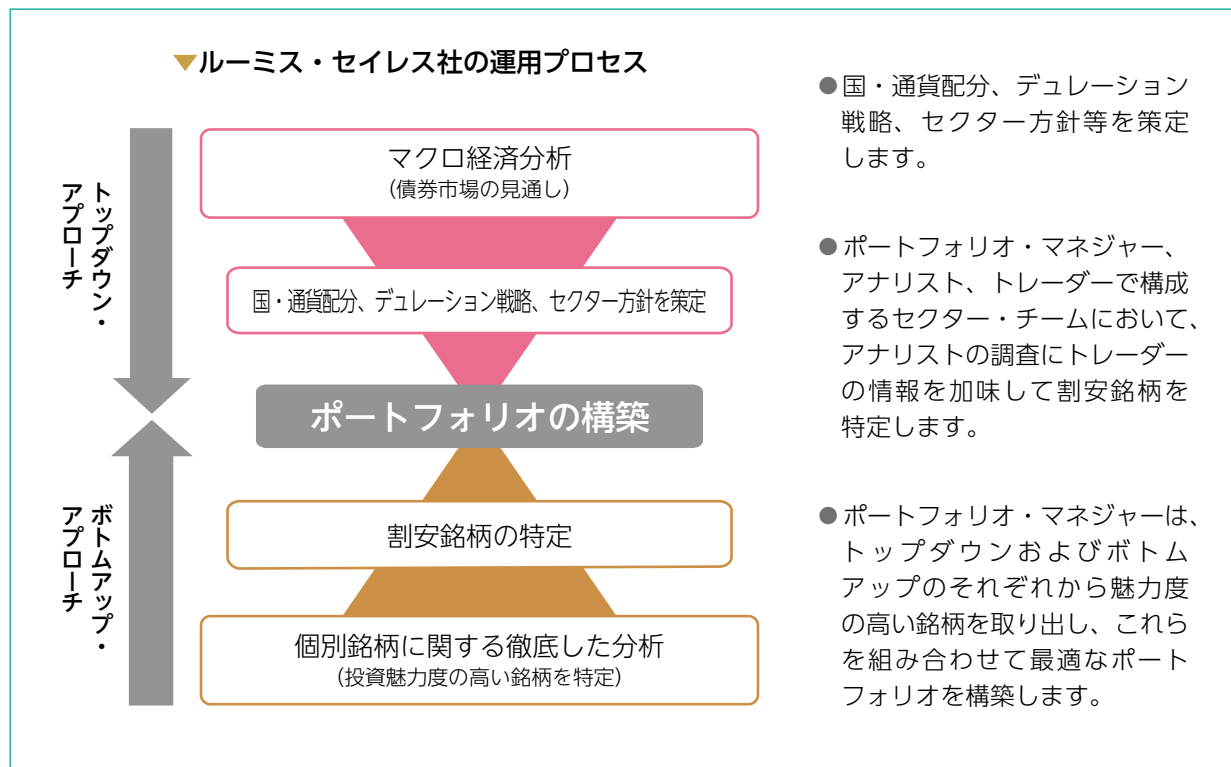 ▼ルーミス・セイレス社の運用プロセス
トップダウン・
アプローチ
マクロ経済分析
(債券市場の見通し)
国・通貨配分、デュレーション戦略、セクター方針を策定
ポートフォリオの構築
ボトムアップ・
アプローチ
割安銘柄の特定
個別銘柄に関する徹底した分析
(投資魅力度の高い銘柄を特定)
●国・通貨配分、デュレーション
戦略、セクター方針等を策定
します。
●ポートフォリオ・マネジャー、
アナリスト、トレーダーで構成
するセクター・チームにおいて、
アナリストの調査にトレーダー
の情報を加味して割安銘柄を
特定します。
●ポートフォリオ・マネジャーは、
トップダウンおよびボトム
アップのそれぞれから魅力度
の高い銘柄を取り出し、これら
を組み合わせて最適なポート
フォリオを構築します。